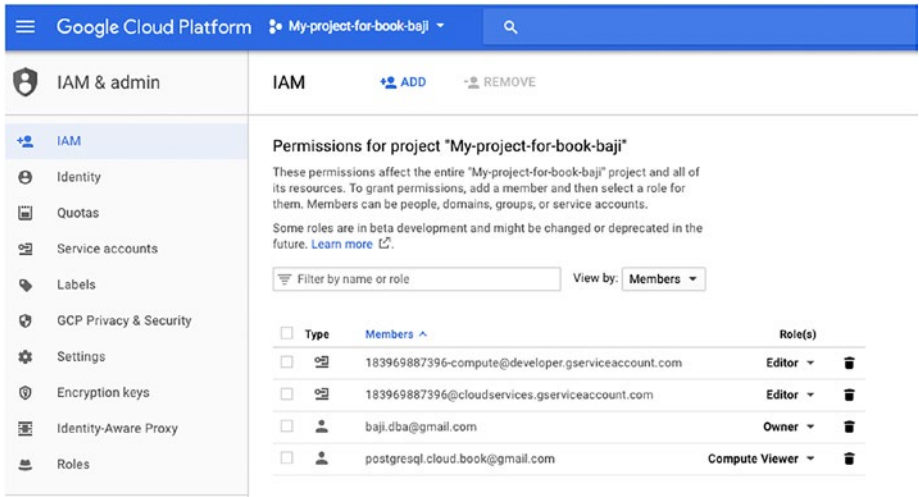 Google Cloud Platform My-project-for-book-baji
IAM & admin
IAM ADD REMOVE
IAM
Identity
Quotas
Service accounts
Labels
GCP Privacy & Security
Settings
Encryption keys
Identity-Aware Proxy
Roles
Permissions for project "My-project-for-book-baji"
These permissions affect the entire "My-project-for-book-baji" project and all of
its resources. To grant permissions, add a member and then select a role for
them. Members can be people, domains, groups, or service accounts.
Some roles are in beta development and might be changed or deprecated in the
future. Learn more
Filter by name or role View by: Members
Type Members Role(s)
183969887396-compute@developer.gserviceaccount.com Editor
183969887396@cloudservices.gserviceaccount.com Editor
baji.dba@gmail.com Owner
postgresql.cloud.book@gmail.com Compute Viewer